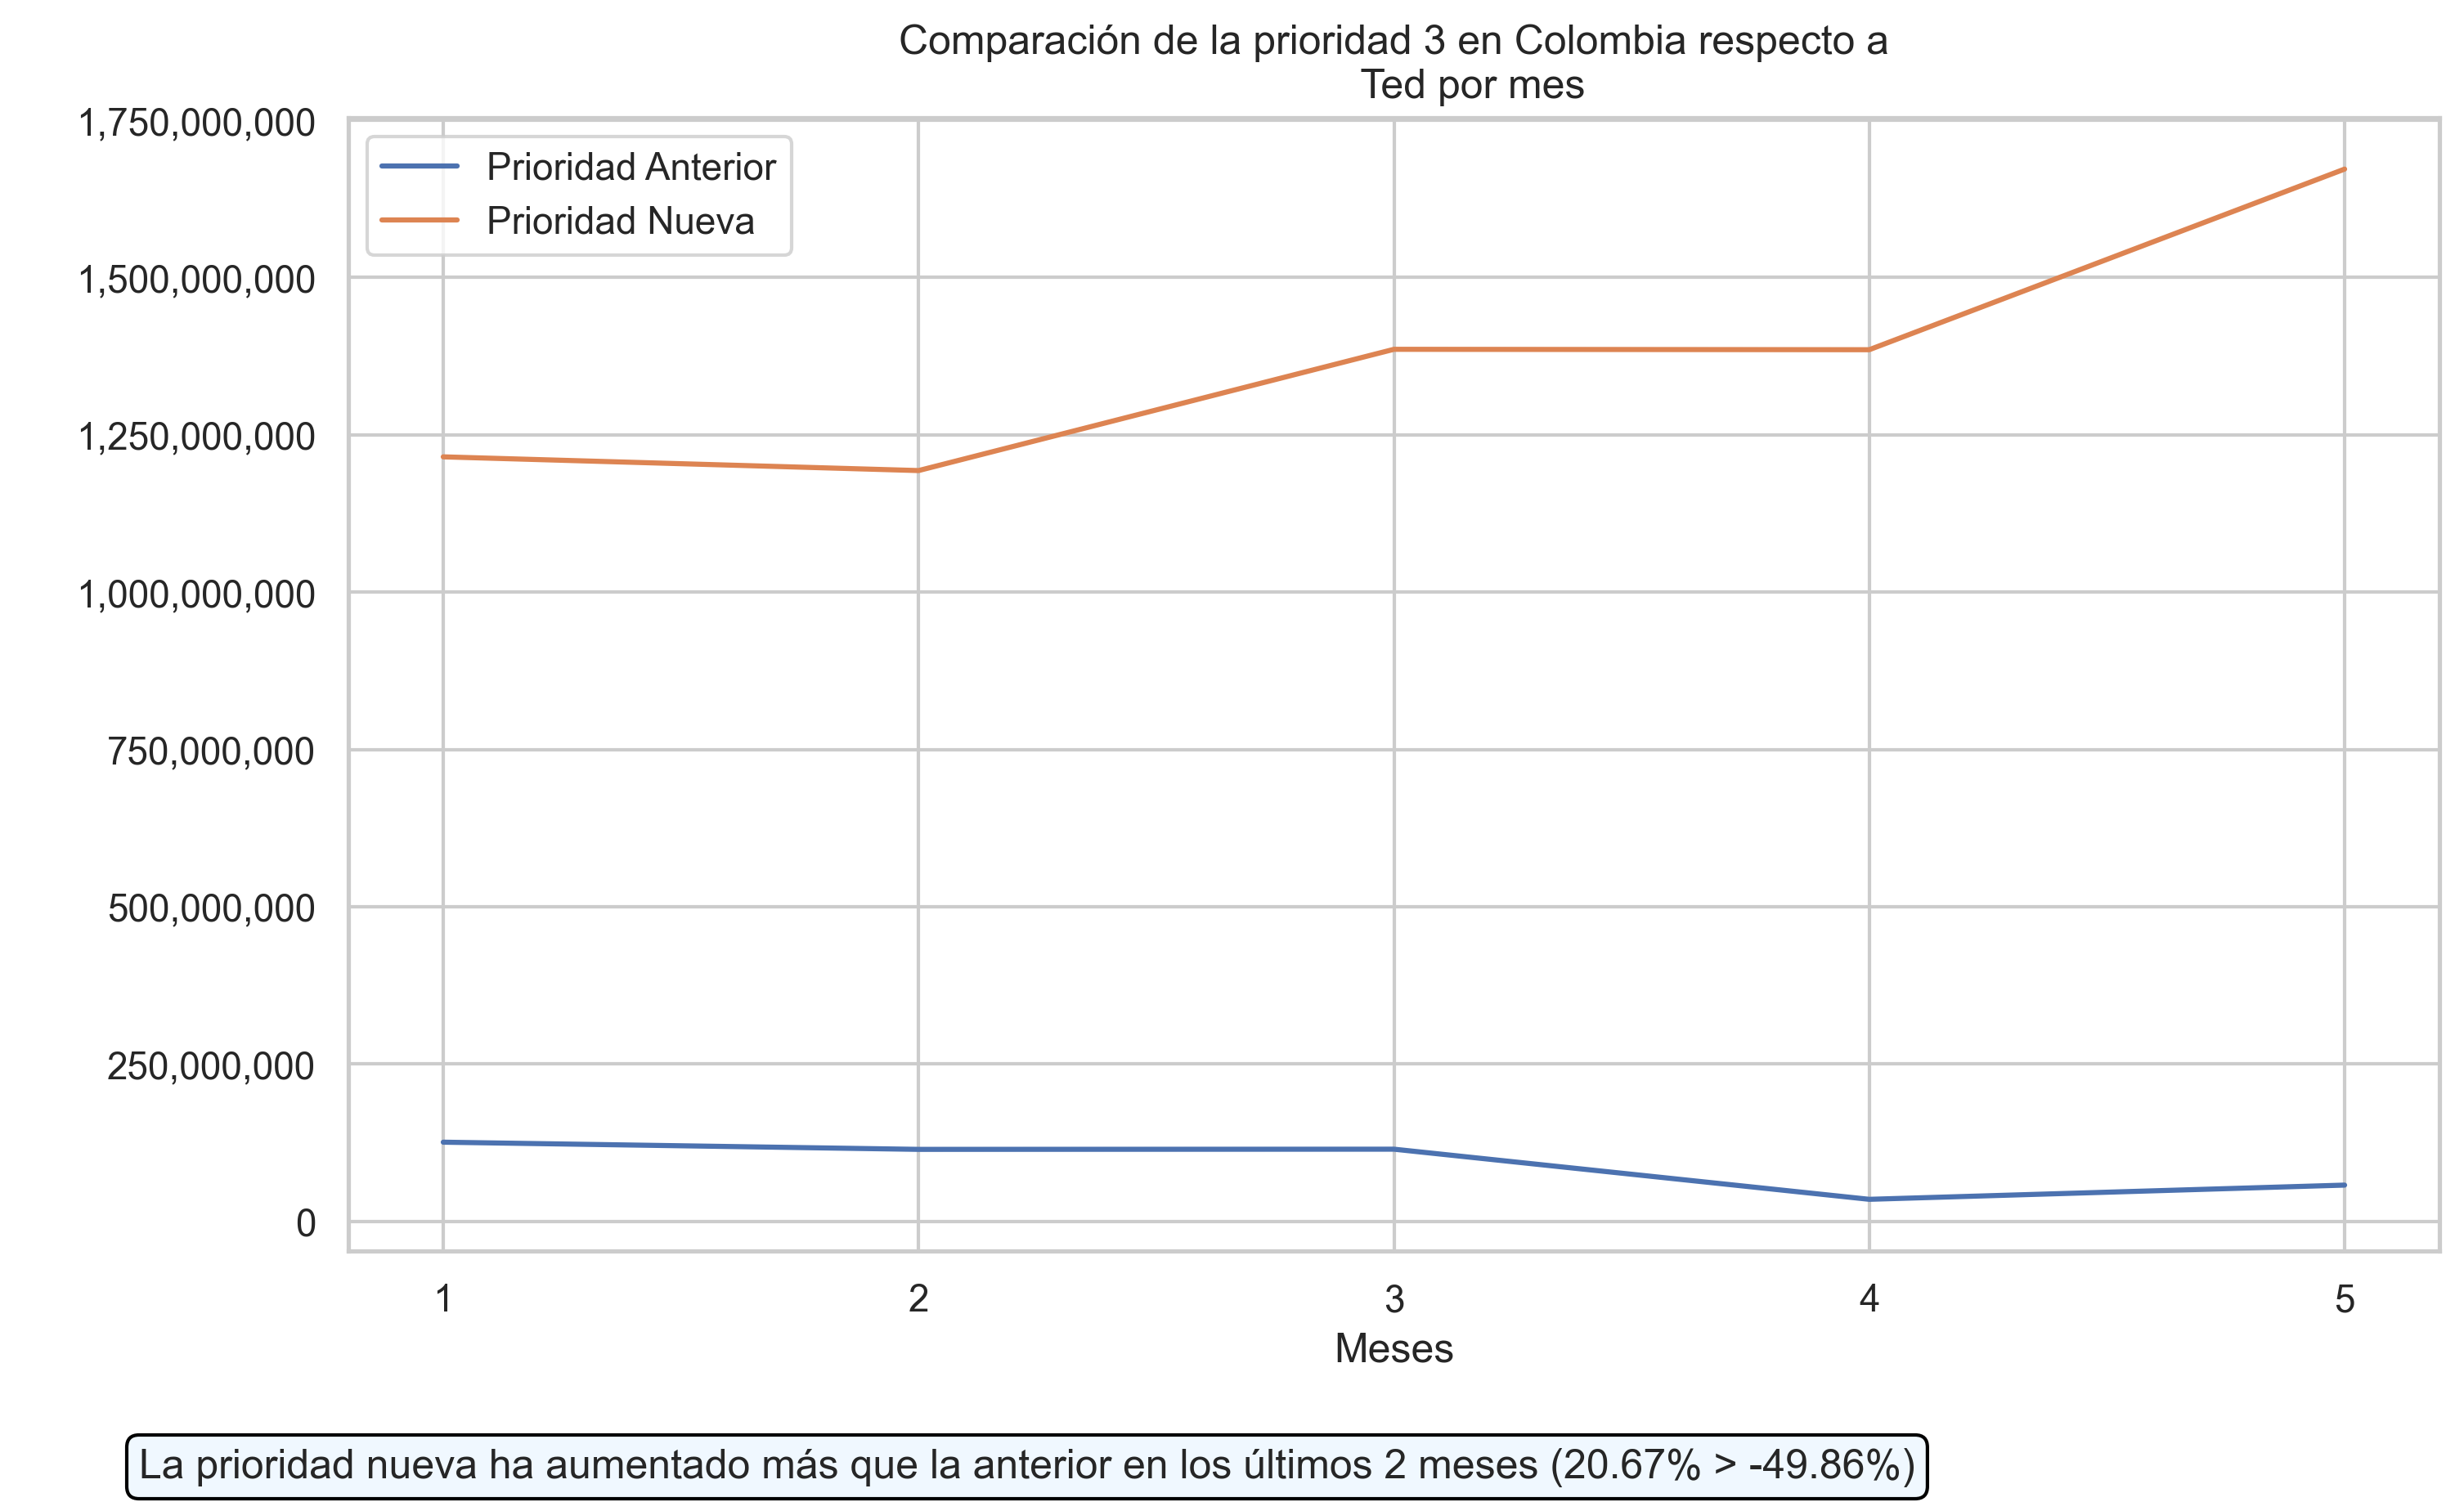 Comparación de la prioridad 3 en Colombia respecto a
Ted por mes
1,750,000,000
1,500,000,000
1,250,000,000
1,000,000,000
750,000,000
500,000,000
250,000,000
0
Prioridad Anterior
Prioridad Nueva
1 2 3 4 5
Meses
La prioridad nueva ha aumentado más que la anterior en los últimos 2 meses (20.67% > -49.86%)